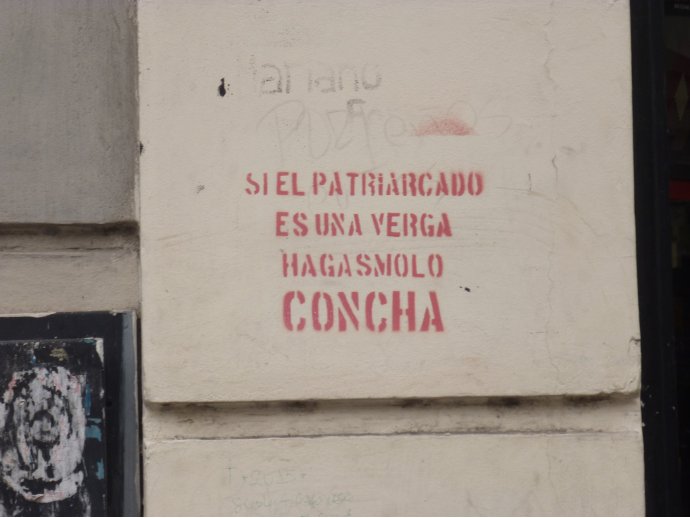 SI EL PATRIARCADO
ES UNA VERGA
HAGASMOLO
CONCHA